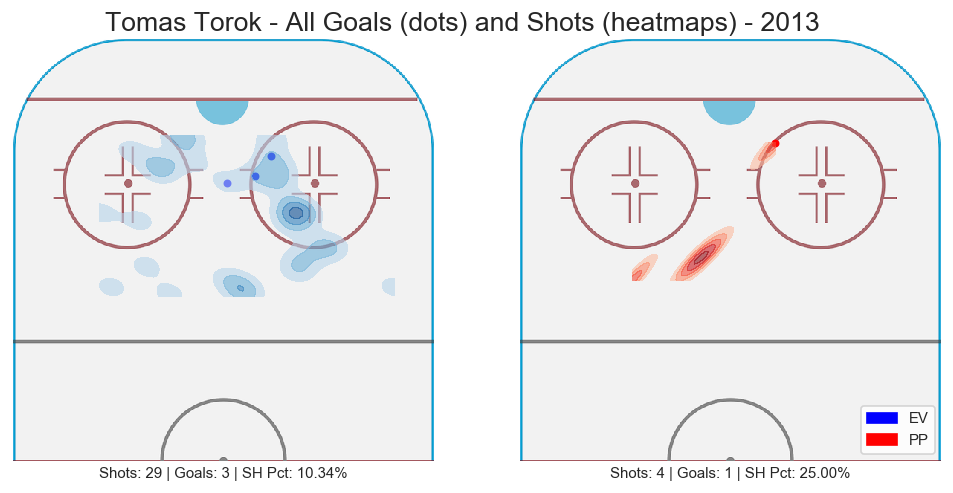 Tomas Torok - All Goals (dots) and Shots (heatmaps) - 2013
EV
PP
Shots: 29 | Goals: 3 | SH Pct: 10.34%
Shots: 4 | Goals: 1 | SH Pct: 25.00%